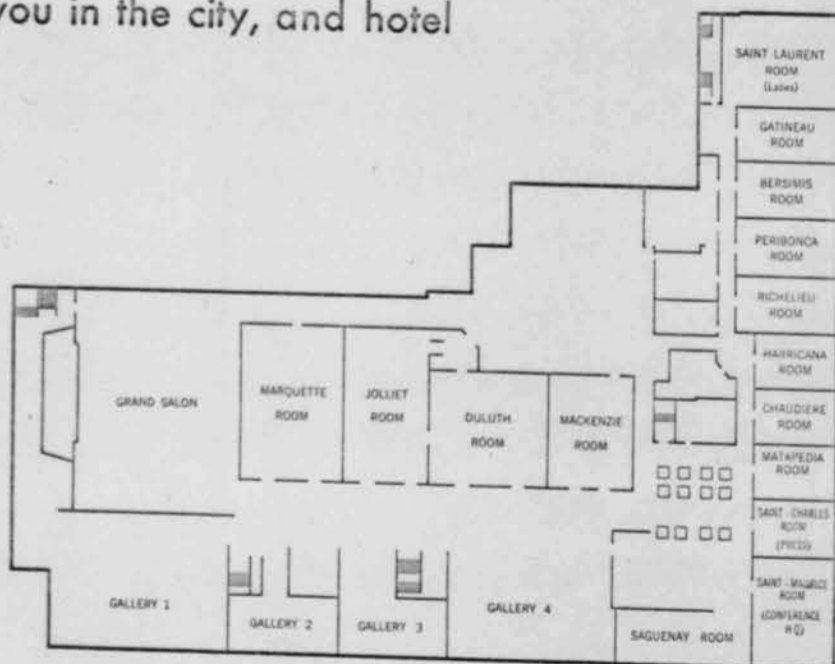 you in the city, and hotel
SAINT LAURENT
ROOM
(Ladies)
GATINEAU
ROOM
BERSIMIS
ROOM
PERIBONCA
ROOM
RICHELIEU
ROOM
HARRICANA
ROOM
CHAUDIERE
ROOM
MATAPEDIA
ROOM
SAINT-CHARLES
ROOM
(PRESS)
SAINT-MAURICE
ROOM
(CONFERENCE
H Q)
GRAND SALON
MARQUETTE
ROOM
JOLLIET
ROOM
DULUTH
ROOM
MACKENZIE
ROOM
GALLERY 1
GALLERY 2
GALLERY 3
GALLERY 4
SAGUENAY ROOM